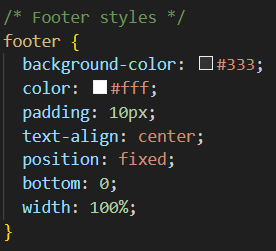 /* Footer styles */
footer {
  background-color: #333;
  color: #fff;
  padding: 10px;
  text-align: center;
  position: fixed;
  bottom: 0;
  width: 100%;
}